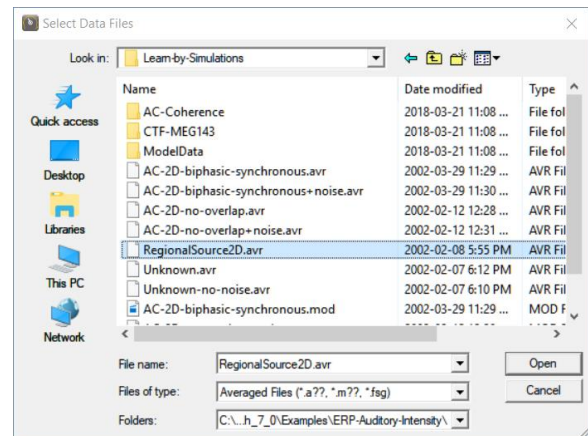 Select Data Files
Look in: Learn-by-Simulations
Name Date modified Type
AC-Coherence 2018-03-21 11:08 ... File fol
CTF-MEG143 2018-03-21 11:08 ... File fol
ModelData 2018-03-21 11:08 ... File fol
AC-2D-biphasic-synchronous.avr 2002-03-29 11:29 ... AVR Fil
AC-2D-biphasic-synchronous+noise.avr 2002-03-29 11:30 ... AVR Fil
AC-2D-no-overlap.avr 2002-02-12 12:28 ... AVR Fil
AC-2D-no-overlap+noise.avr 2002-02-12 12:31 ... AVR Fil
RegionalSource2D.avr 2002-02-08 5:55 PM AVR Fil
Unknown.avr 2002-02-07 6:12 PM AVR Fil
Unknown-no-noise.avr 2002-02-07 6:10 PM AVR Fil
AC-2D-biphasic-synchronous.mod 2002-03-29 11:29 ... MOD F
Quick access
Desktop
Libraries
This PC
Network
File name: RegionalSource2D.avr Open
Files of type: Averaged Files (*.a??, *.m??, *.fsg) Cancel
Folders: C:\...h_7_0\Examples\ERP-Auditory-Intensity\